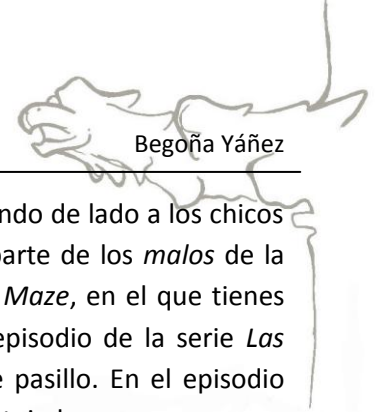 Begoña Yáñez
ndo de lado a los chicos
parte de los malos de la
Maze, en el que tienes
episodio de la serie Las
e pasillo. En el episodio